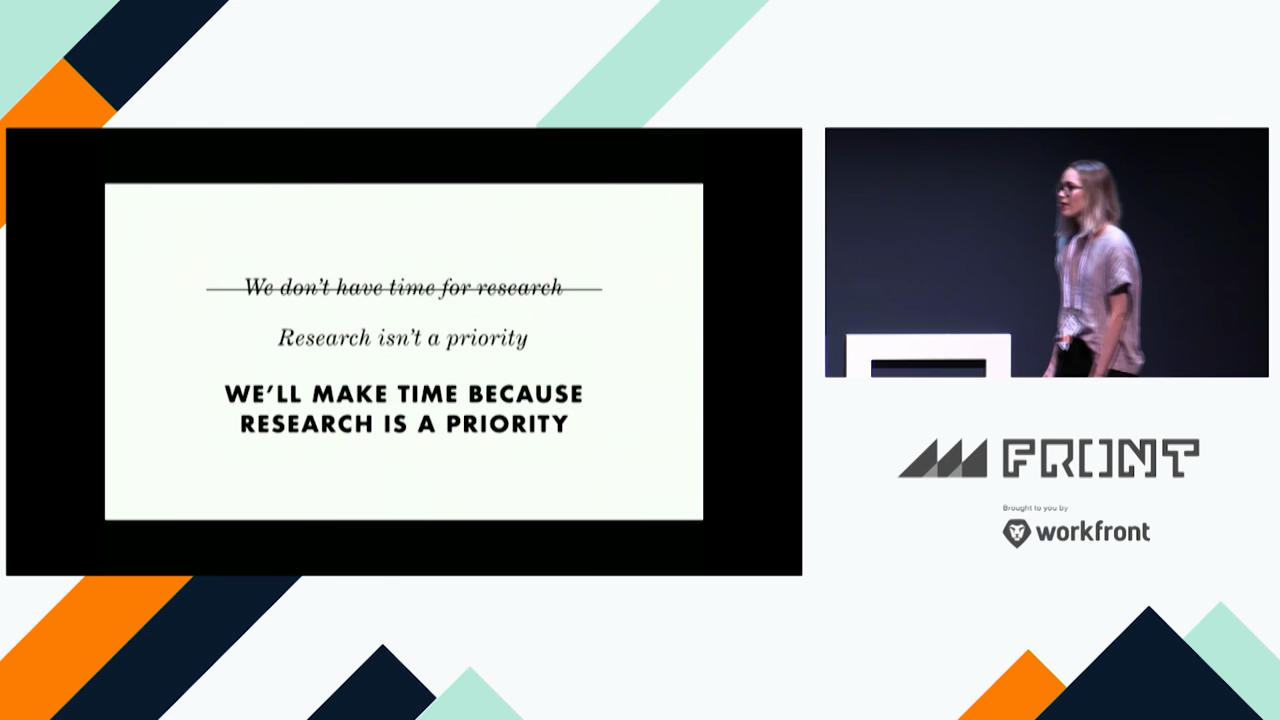 We don't have time for research
Research isn't a priority
WE'LL MAKE TIME BECAUSE
RESEARCH IS A PRIORITY
FRONT
Brought to you by
workfront